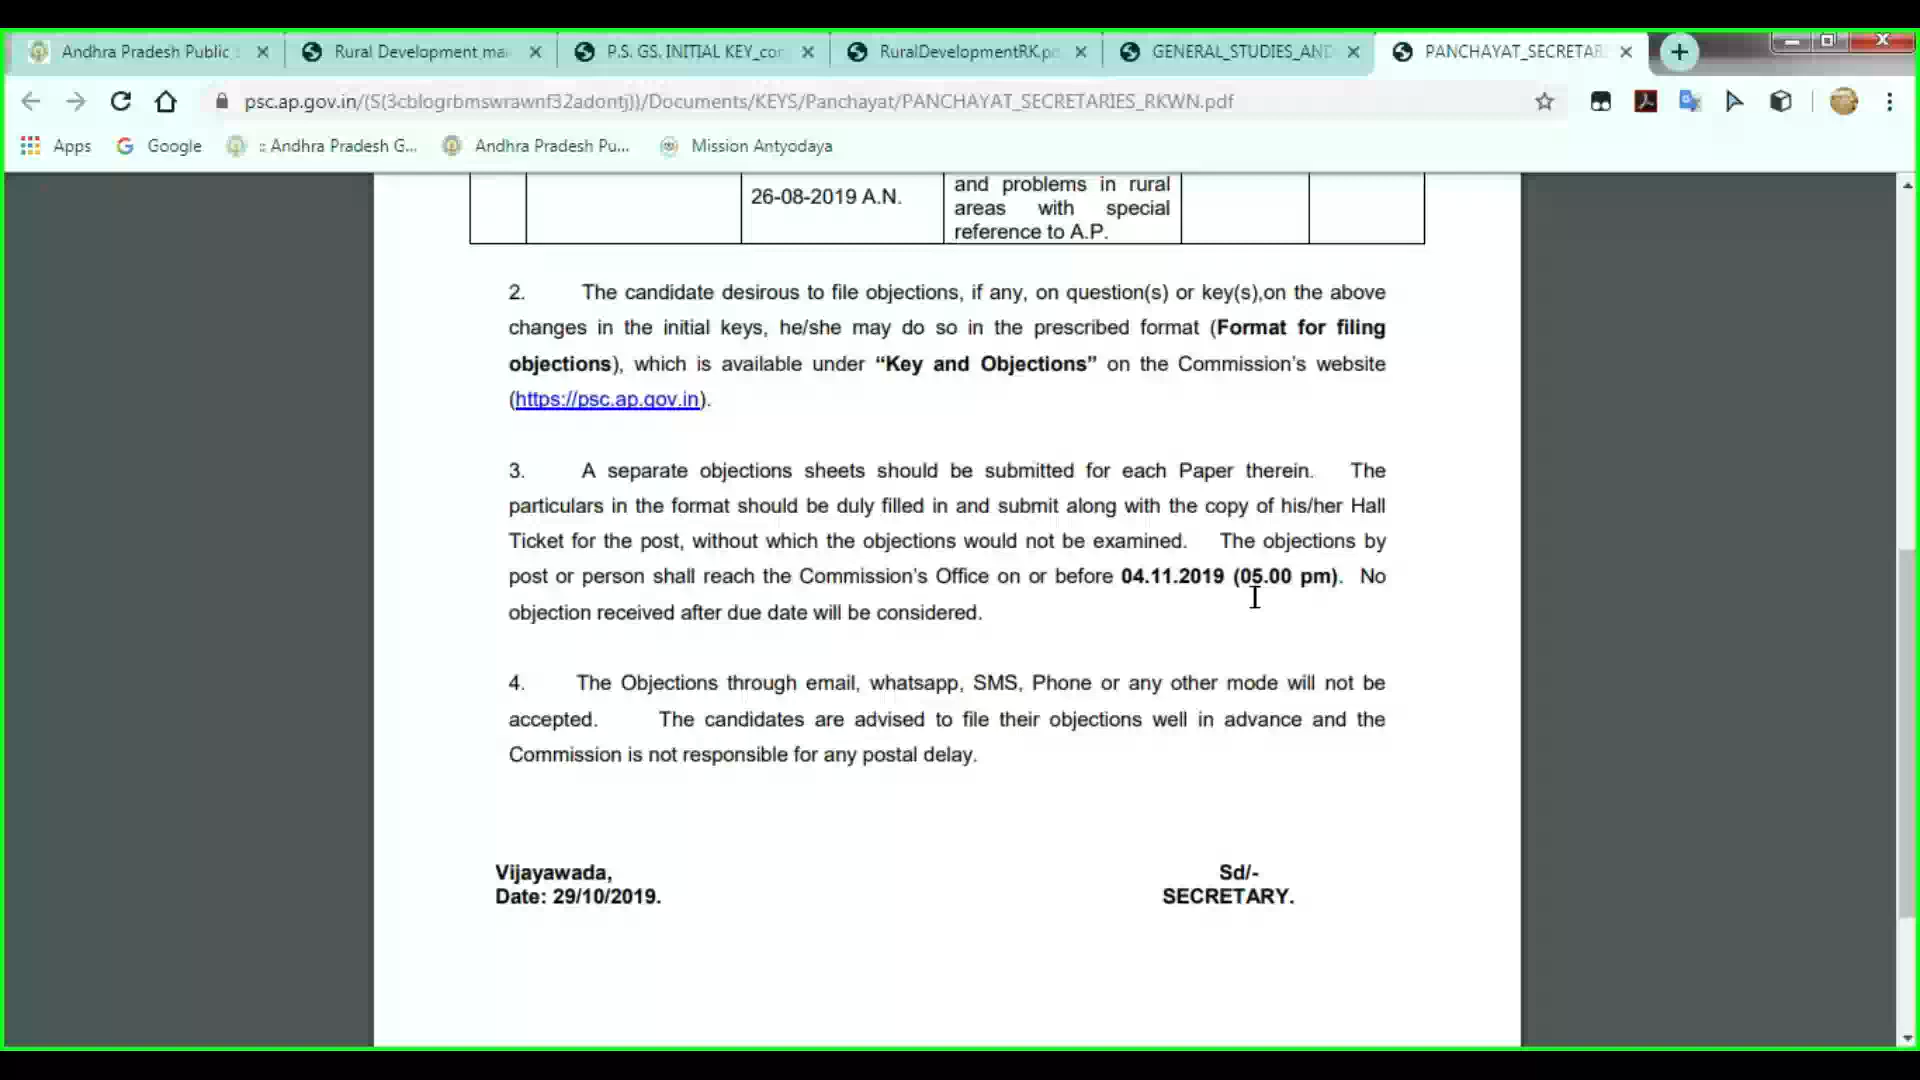 Andhra Pradesh Public
Rural Development ma
P.S. GS. INITIAL KEY_cor
RuralDevelopmentRK.po
GENERAL_STUDIES_AND
PANCHAYAT_SECRETAR
psc.ap.gov.in/(S(3cblogrbmswrawnf32adontj))/Documents/KEYS/Panchayat/PANCHAYAT_SECRETARIES_RKWN.pdf
Apps
Google
:: Andhra Pradesh G...
Andhra Pradesh Pu...
Mission Antyodaya
26-08-2019 A.N.
and problems in rural
areas with special
reference to A.P.
2. The candidate desirous to file objections, if any, on question(s) or key(s),on the above
changes in the initial keys, he/she may do so in the prescribed format (Format for filing
objections), which is available under “Key and Objections” on the Commission’s website
(https://psc.ap.gov.in).
3. A separate objections sheets should be submitted for each Paper therein. The
particulars in the format should be duly filled in and submit along with the copy of his/her Hall
Ticket for the post, without which the objections would not be examined. The objections by
post or person shall reach the Commission’s Office on or before 04.11.2019 (05.00 pm). No
objection received after due date will be considered.
4. The Objections through email, whatsapp, SMS, Phone or any other mode will not be
accepted. The candidates are advised to file their objections well in advance and the
Commission is not responsible for any postal delay.
Vijayawada,
Date: 29/10/2019.
Sd/-
SECRETARY.